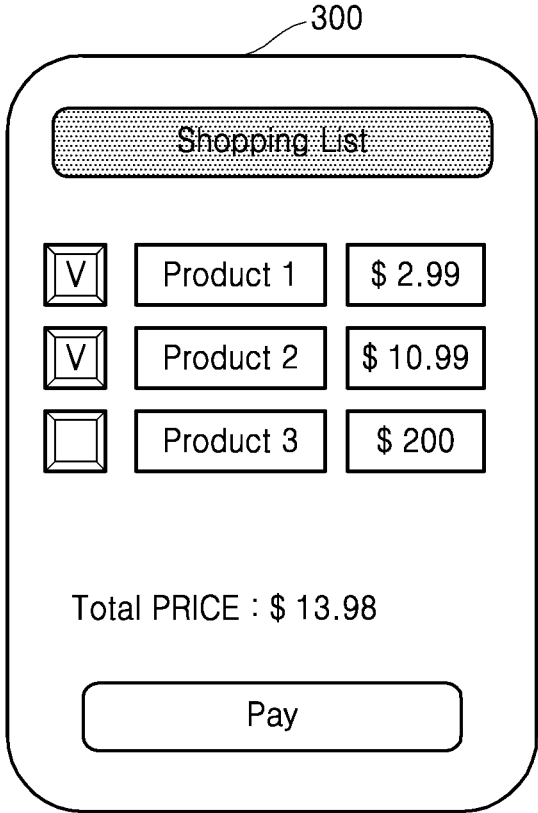 300
Shopping List
V Product 1 $ 2.99
V Product 2 $ 10.99
Product 3 $ 200
Total PRICE : $ 13.98
Pay